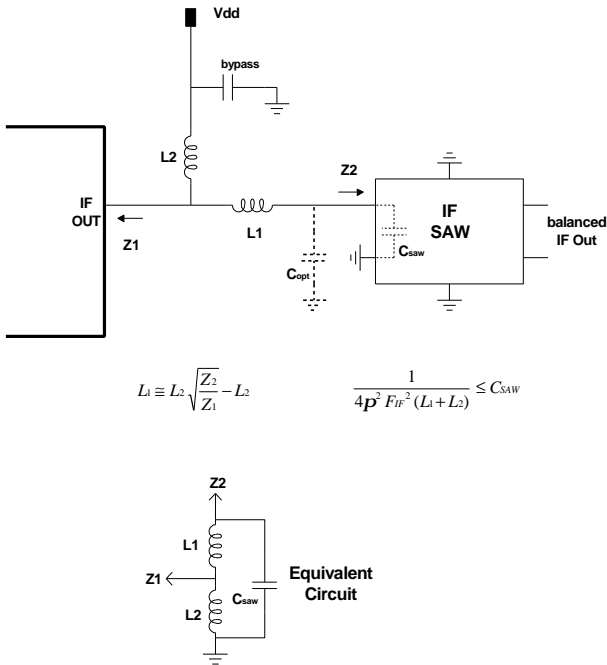 Vdd
bypass
L2
Z2
IF
OUT
Z1
L1
Copt
Csaw
IF
SAW
balanced
IF Out
L1 ≅ L2 √(Z2/Z1) − L2
1/(4p² FIF² (L1 + L2)) ≤ CSAW
Z2
L1
Z1
L2
Csaw
Equivalent
Circuit